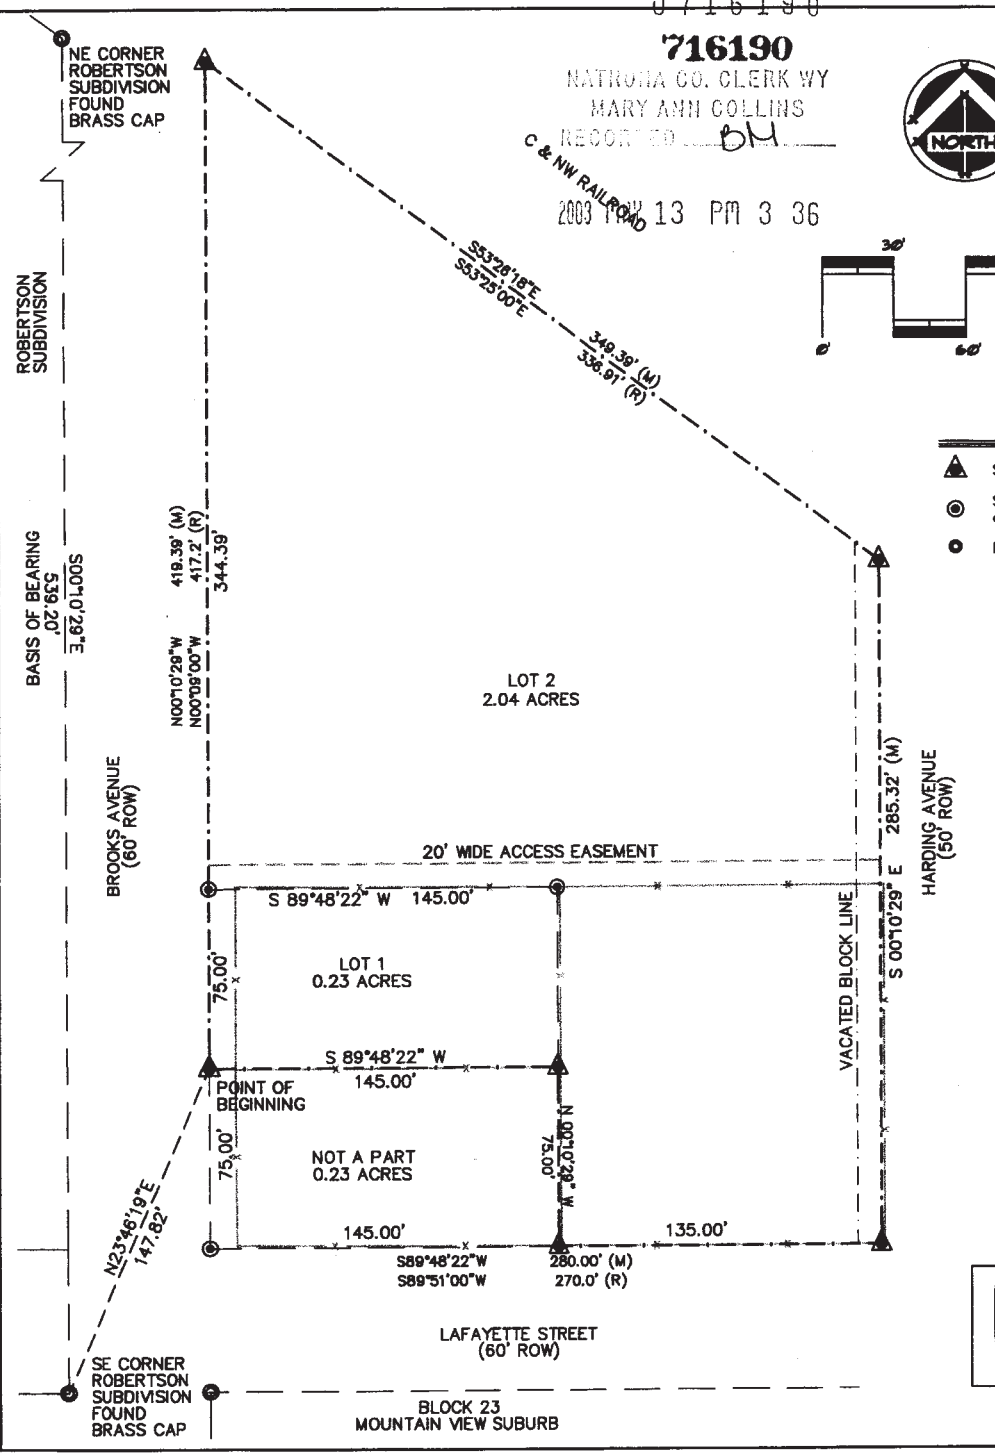 0716190
716190
NATRONA CO. CLERK WY
MARY ANN COLLINS
RECORDED BM
2003 MAY 13 PM 3 36
NORTH
NE CORNER
ROBERTSON
SUBDIVISION
FOUND
BRASS CAP
C & NW RAILROAD
30'
0'
60'
S53°26'18"E
S53°25'00"E
349.39' (M)
336.91' (R)
ROBERTSON
SUBDIVISION
BASIS OF BEARING
539.20'
S00°10'29"E
419.39' (M)
417.2' (R)
344.39'
N00°10'29"W
N00°09'00"W
LOT 2
2.04 ACRES
BROOKS AVENUE
(60' ROW)
285.32' (M)
S 00°10'29" E
HARDING AVENUE
(50' ROW)
20' WIDE ACCESS EASEMENT
S 89°48'22" W 145.00'
VACATED BLOCK LINE
LOT 1
0.23 ACRES
75.00'
S 89°48'22" W
145.00'
POINT OF
BEGINNING
NOT A PART
0.23 ACRES
75.00'
N 00°10'29" W
75.00'
N23°46'19"E
147.82'
145.00'
135.00'
S89°48'22"W 280.00' (M)
S89°51'00"W 270.0' (R)
LAFAYETTE STREET
(60' ROW)
SE CORNER
ROBERTSON
SUBDIVISION
FOUND
BRASS CAP
BLOCK 23
MOUNTAIN VIEW SUBURB